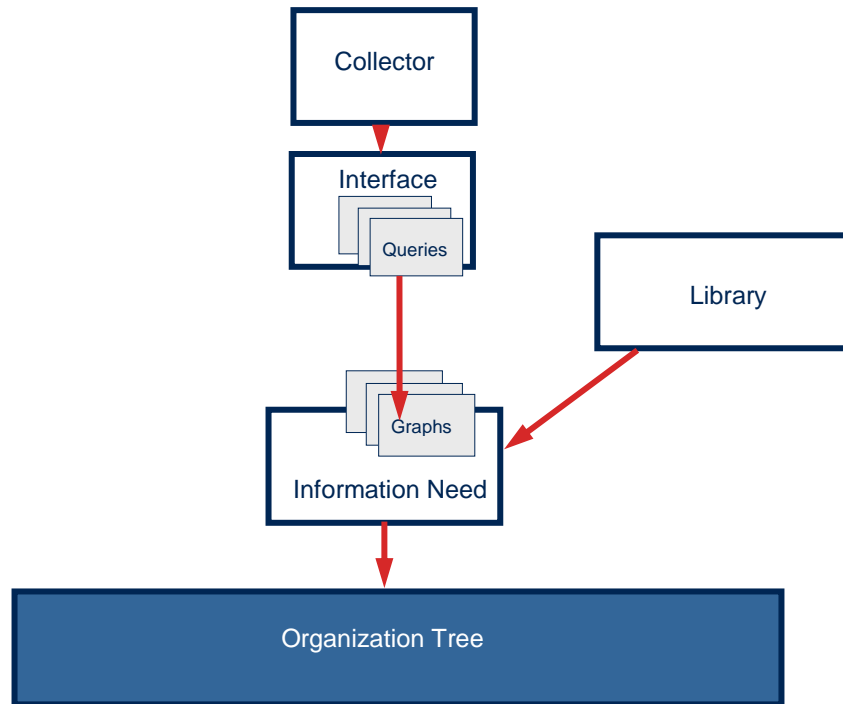 Collector
Interface
Queries
Library
Graphs
Information Need
Organization Tree